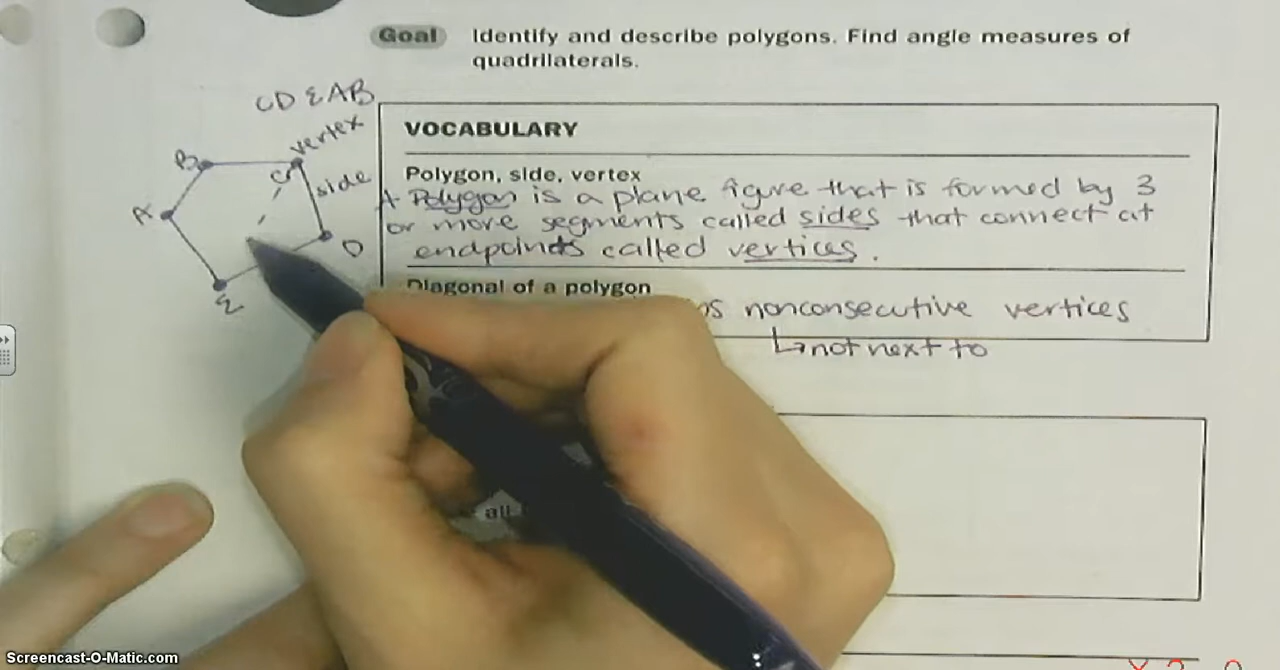 Goal Identify and describe polygons. Find angle measures of
quadrilaterals.
CD & AB
vertex
B
C
side
A
D
E
VOCABULARY
Polygon, side, vertex
A Polygon is a plane figure that is formed by 3
or more segments called sides that connect at
endpoints called vertices.
Diagonal of a polygon
nonconsecutive vertices
not next to
all
Screencast-O-Matic.com